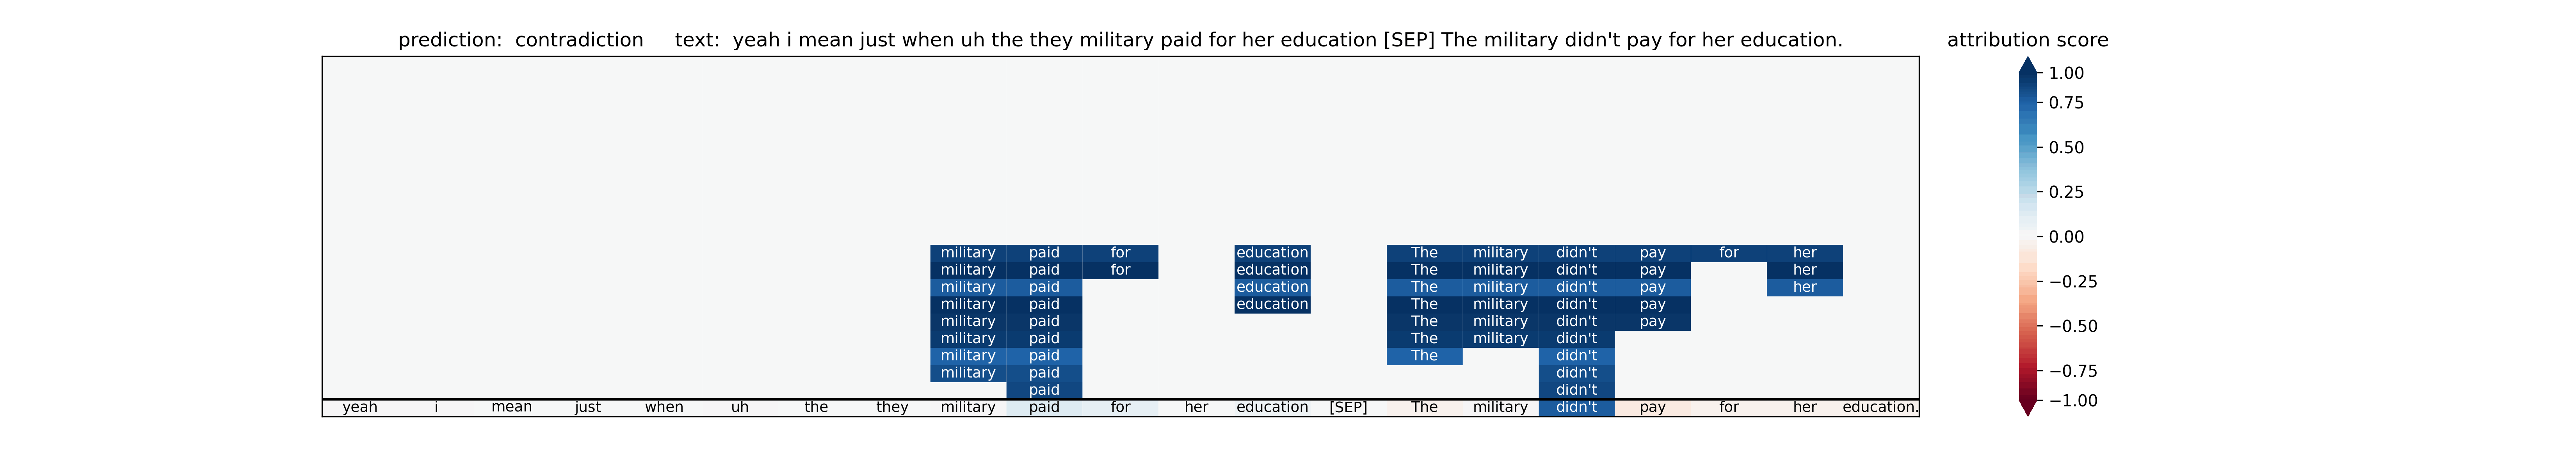 prediction:  contradiction     text:  yeah i mean just when uh the they military paid for her education [SEP] The military didn't pay for her education.
attribution score
1.00
0.75
0.50
0.25
0.00
−0.25
−0.50
−0.75
−1.00
military paid for education The military didn't pay for her
military paid for education The military didn't pay her
military paid education The military didn't pay her
military paid education The military didn't pay
military paid The military didn't pay
military paid The military didn't
military paid The didn't
military paid didn't
paid didn't
yeah i mean just when uh the they military paid for her education [SEP] The military didn't pay for her education.